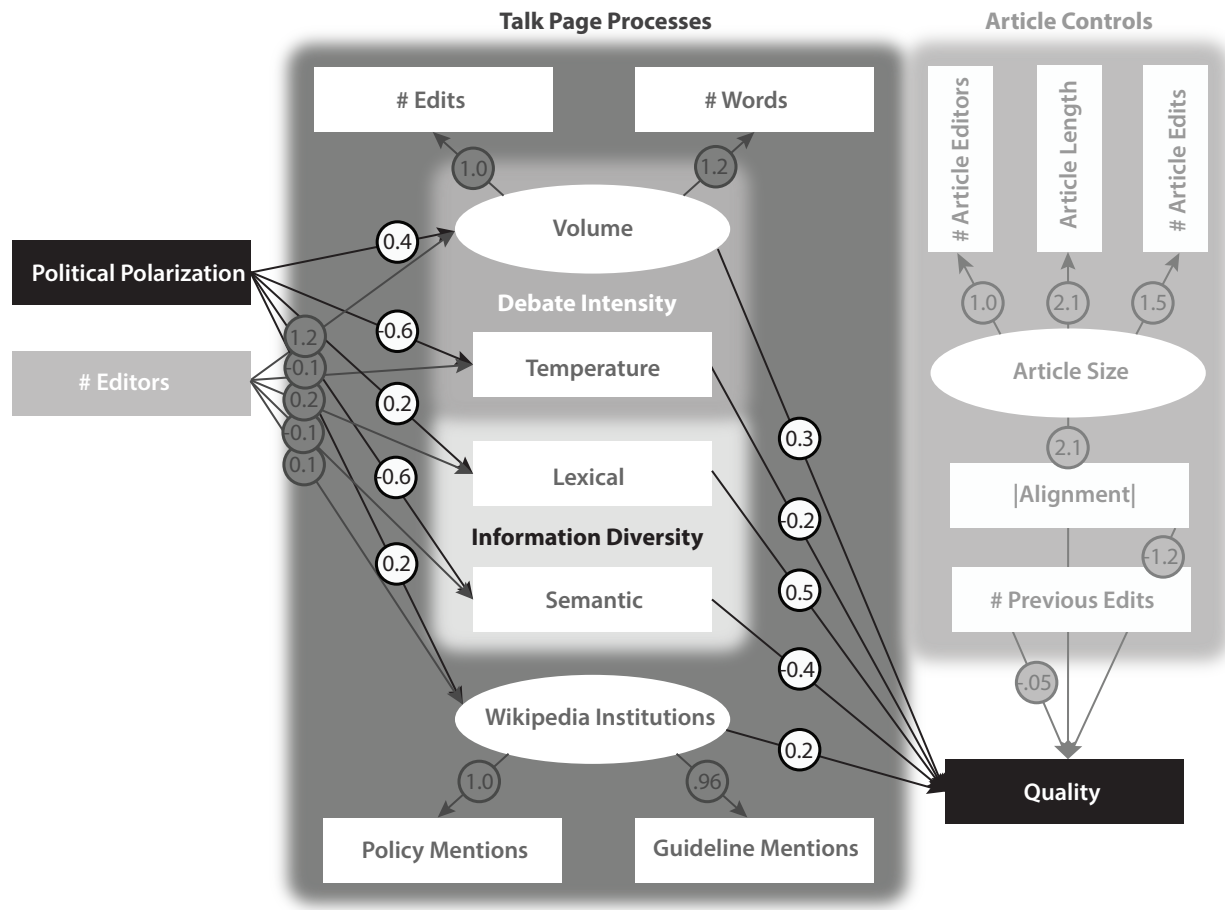 Talk Page Processes
Article Controls
# Edits
# Words
# Article Editors
Article Length
# Article Edits
1.0
1.2
Volume
0.4
Political Polarization
Debate Intensity
1.0
2.1
1.5
-0.6
1.2
Temperature
Article Size
-0.1
# Editors
0.2
0.2
-0.1
0.3
2.1
0.1
Lexical
-0.6
|Alignment|
-0.2
Information Diversity
0.2
-1.2
0.5
Semantic
# Previous Edits
-0.4
-.05
Wikipedia Institutions
0.2
1.0
.96
Quality
Policy Mentions
Guideline Mentions